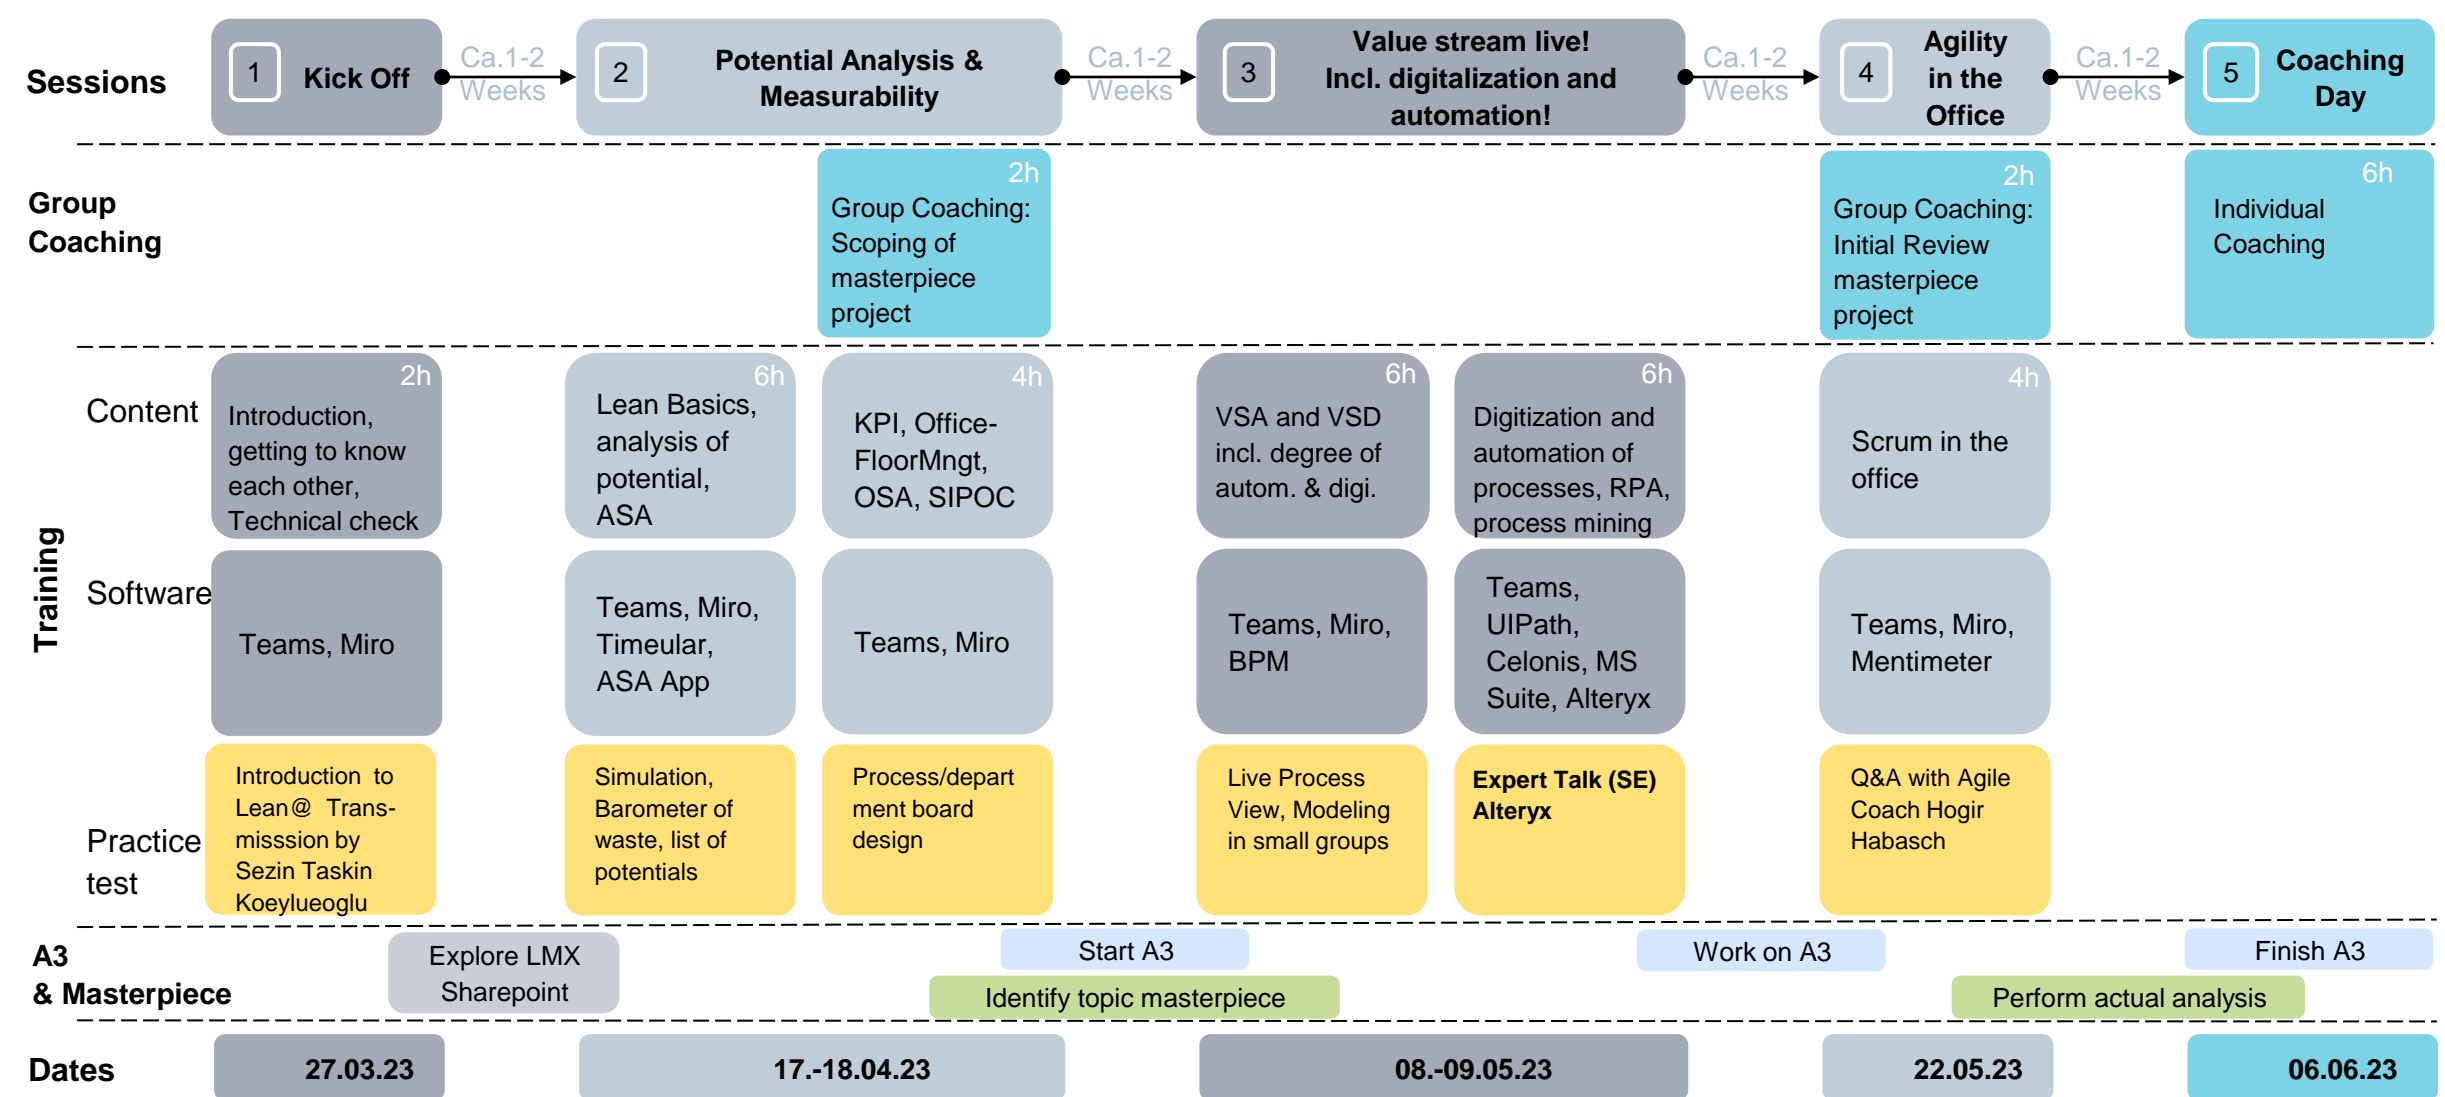 Sessions
1
Kick Off
Ca.1-2
Weeks
2
Potential Analysis &
Measurability
Ca.1-2
Weeks
3
Value stream live!
Incl. digitalization and
automation!
Ca.1-2
Weeks
4
Agility
in the
Office
Ca.1-2
Weeks
5
Coaching
Day
Group
Coaching
2h
Group Coaching:
Scoping of
masterpiece
project
2h
Group Coaching:
Initial Review
masterpiece
project
6h
Individual
Coaching
Training
Content
2h
Introduction,
getting to know
each other,
Technical check
6h
Lean Basics,
analysis of
potential,
ASA
4h
KPI, Office-
FloorMngt,
OSA, SIPOC
6h
VSA and VSD
incl. degree of
autom. & digi.
6h
Digitization and
automation of
processes, RPA,
process mining
4h
Scrum in the
office
Software
Teams, Miro
Teams, Miro,
Timeular,
ASA App
Teams, Miro
Teams, Miro,
BPM
Teams,
UIPath,
Celonis, MS
Suite, Alteryx
Teams, Miro,
Mentimeter
Practice
test
Introduction to
Lean@ Trans-
misssion by
Sezin Taskin
Koeylueoglu
Simulation,
Barometer of
waste, list of
potentials
Process/depart
ment board
design
Live Process
View, Modeling
in small groups
Expert Talk (SE)
Alteryx
Q&A with Agile
Coach Hogir
Habasch
A3
& Masterpiece
Explore LMX
Sharepoint
Start A3
Identify topic masterpiece
Work on A3
Perform actual analysis
Finish A3
Dates
27.03.23
17.-18.04.23
08.-09.05.23
22.05.23
06.06.23